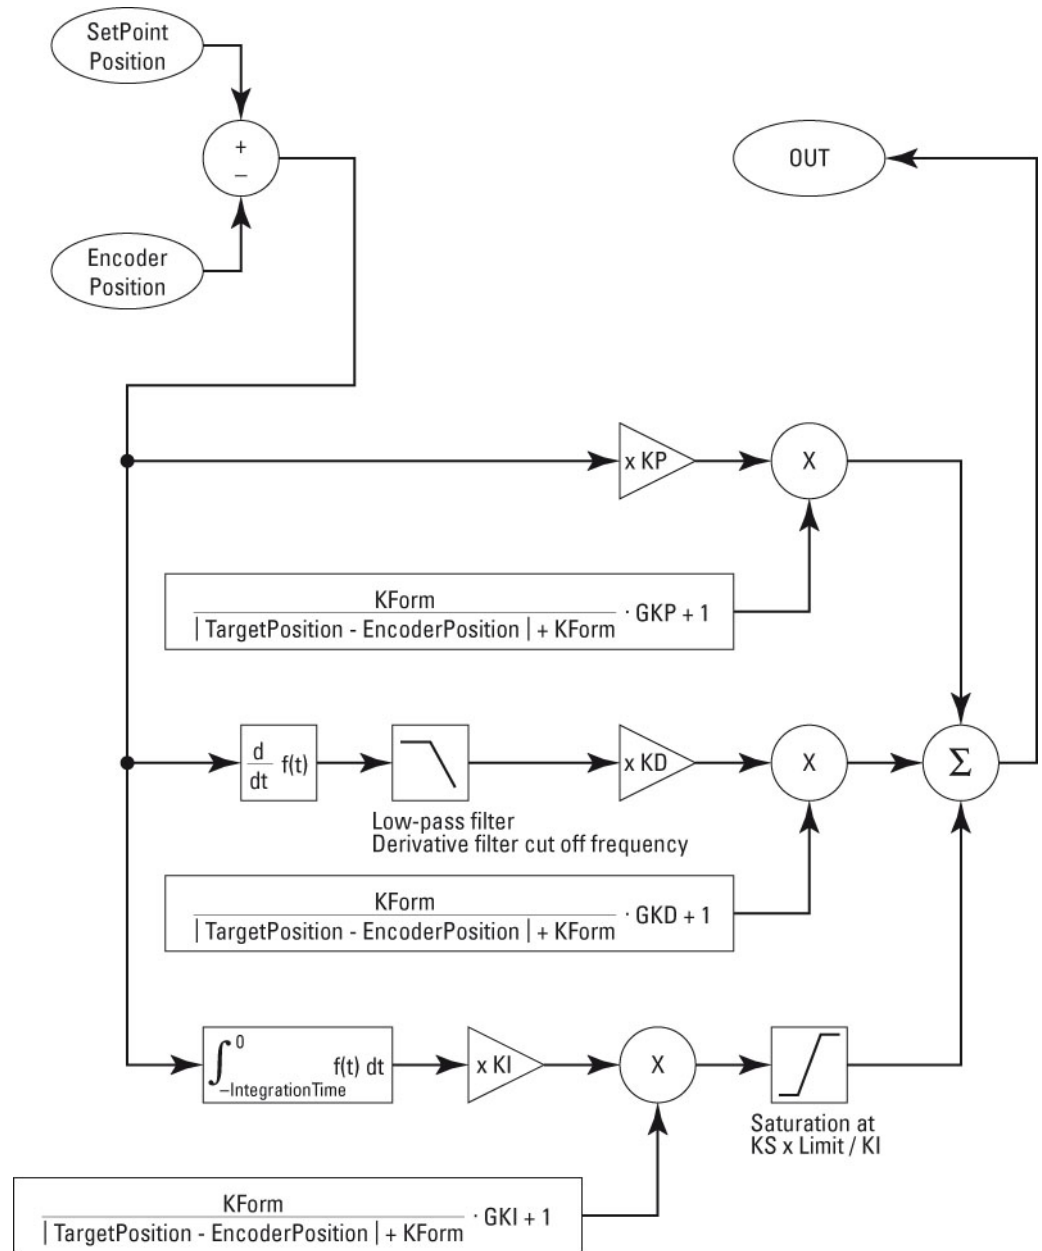 SetPoint
Position
+
–
OUT
Encoder
Position
x KP
X
KForm
| TargetPosition - EncoderPosition | + KForm
· GKP + 1
d
dt
f(t)
x KD
X
Σ
Low-pass filter
Derivative filter cut off frequency
KForm
| TargetPosition - EncoderPosition | + KForm
· GKD + 1
∫
0
–IntegrationTime
f(t) dt
x KI
X
Saturation at
KS x Limit / KI
KForm
| TargetPosition - EncoderPosition | + KForm
· GKI + 1